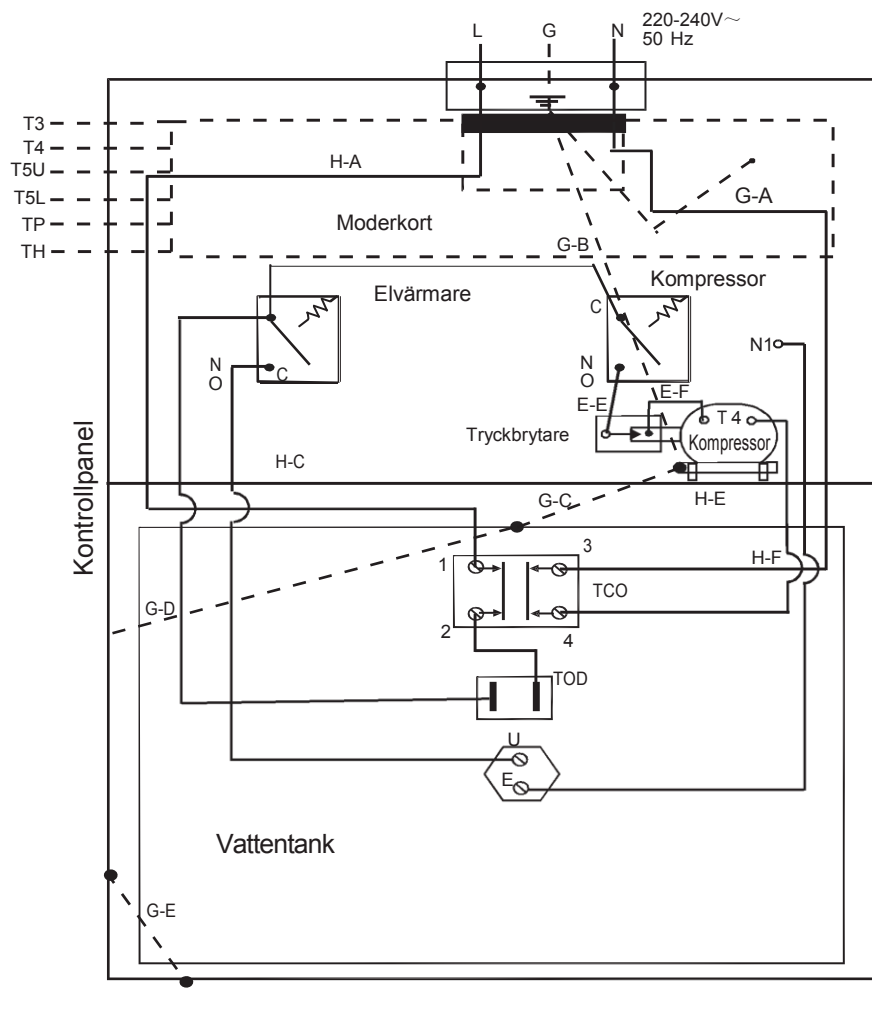 L
G
N
220-240V～
50 Hz
T3
T4
T5U
T5L
TP
TH
H-A
G-A
Moderkort
G-B
Elvärmare
Kompressor
C
N
O
C
N
O
N1
E-E
E-F
T 4
Kompressor
Tryckbrytare
H-C
H-E
G-C
Kontrollpanel
1
3
H-F
TCO
G-D
2
4
TOD
U
E
Vattentank
G-E